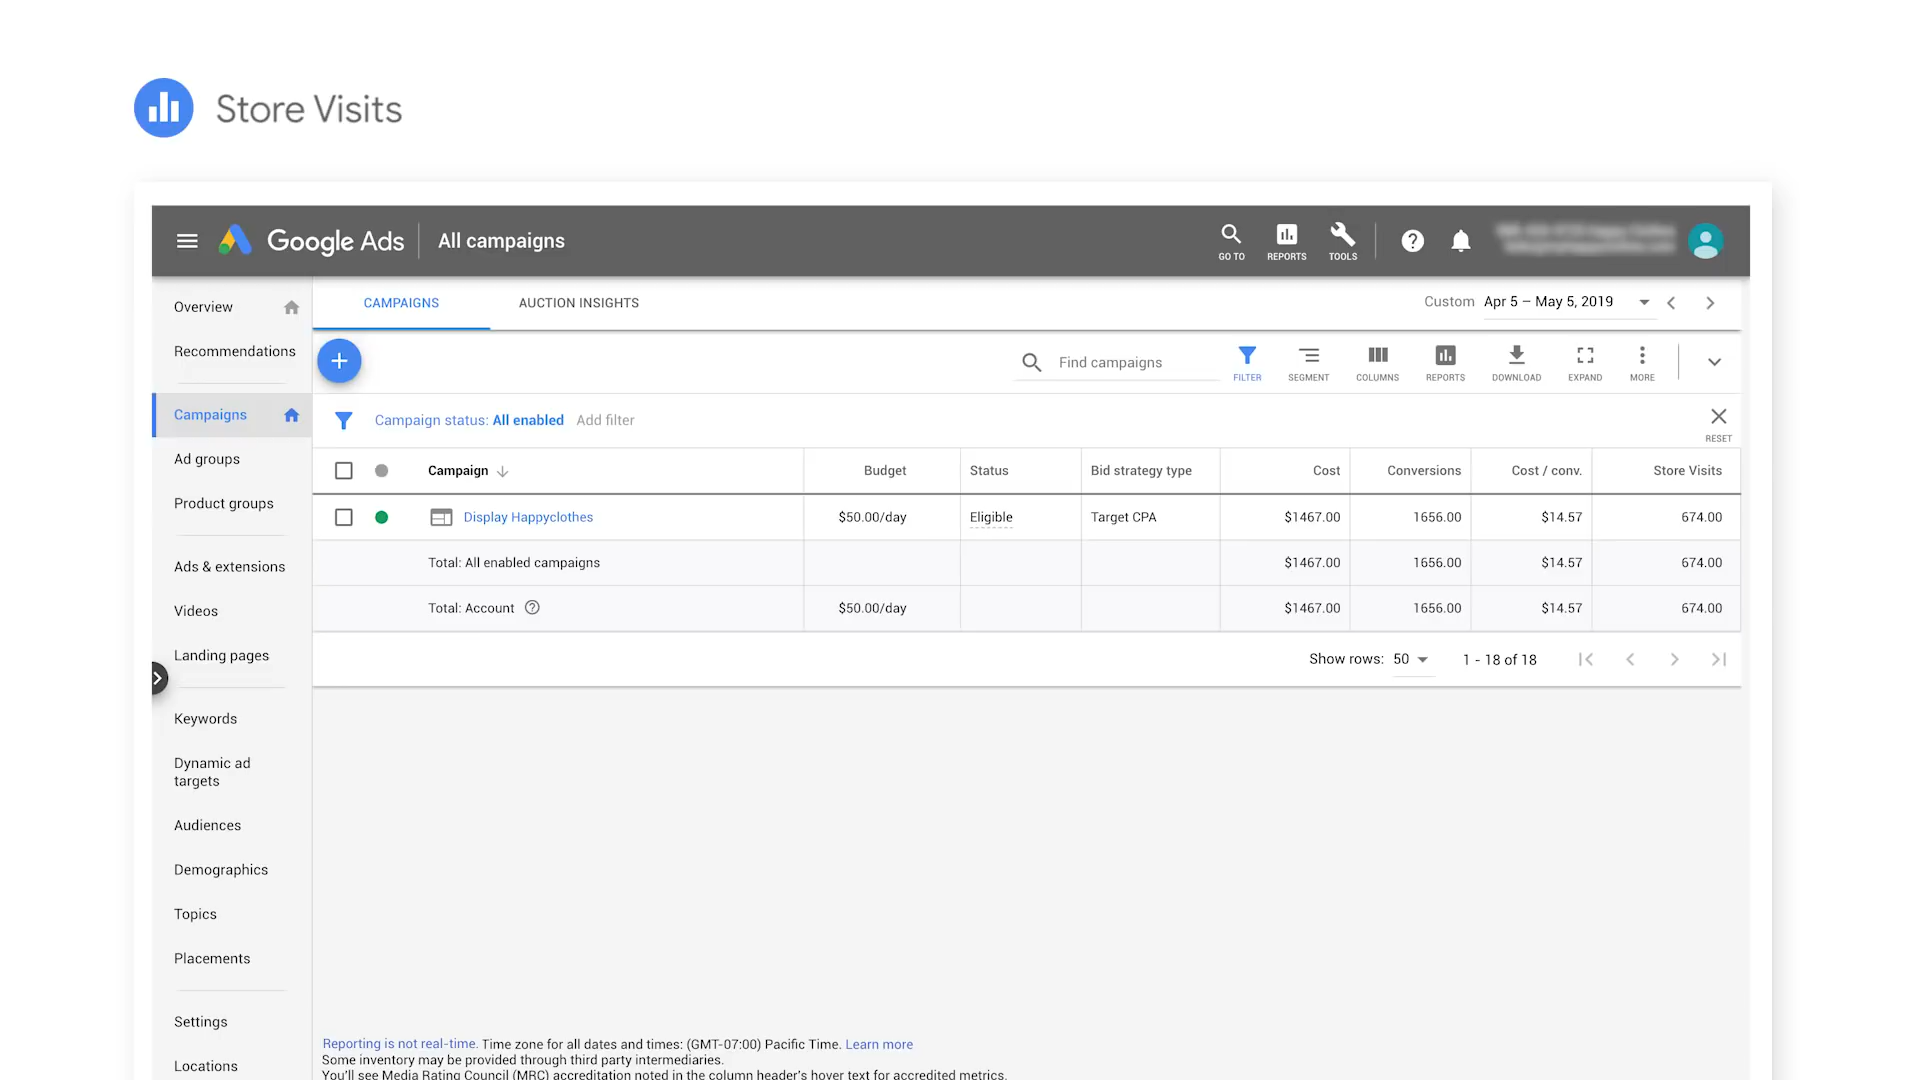 Store Visits
Google Ads
All campaigns
GO TO
REPORTS
TOOLS
Overview
Recommendations
Campaigns
Ad groups
Product groups
Ads & extensions
Videos
Landing pages
Keywords
Dynamic ad
targets
Audiences
Demographics
Topics
Placements
Settings
Locations
CAMPAIGNS
AUCTION INSIGHTS
Custom Apr 5 – May 5, 2019
Find campaigns
FILTER
SEGMENT
COLUMNS
REPORTS
DOWNLOAD
EXPAND
MORE
Campaign status: All enabled Add filter
RESET
Campaign Budget Status Bid strategy type Cost Conversions Cost / conv. Store Visits
Display Happyclothes $50.00/day Eligible Target CPA $1467.00 1656.00 $14.57 674.00
Total: All enabled campaigns $1467.00 1656.00 $14.57 674.00
Total: Account $50.00/day $1467.00 1656.00 $14.57 674.00
Show rows: 50 1 - 18 of 18
Reporting is not real-time. Time zone for all dates and times: (GMT-07:00) Pacific Time. Learn more
Some inventory may be provided through third party intermediaries.
You'll see Media Rating Council (MRC) accreditation noted in the column header's hover text for accredited metrics.